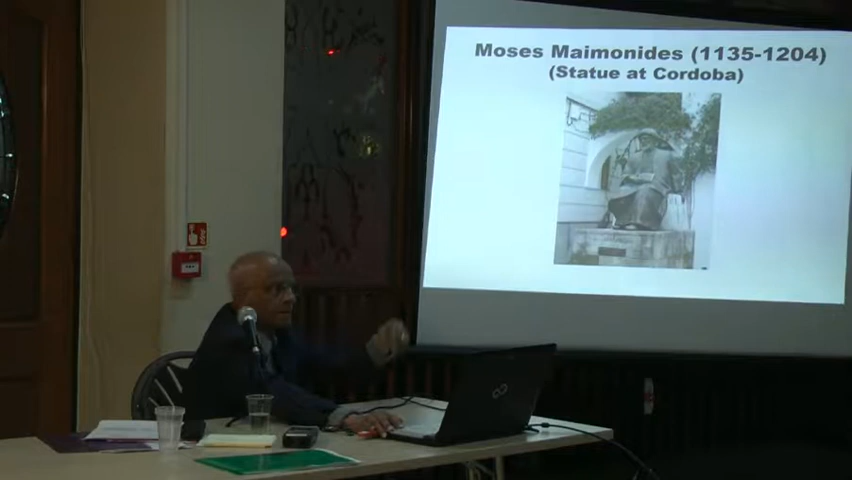 Moses Maimonides (1135-1204)
(Statue at Cordoba)